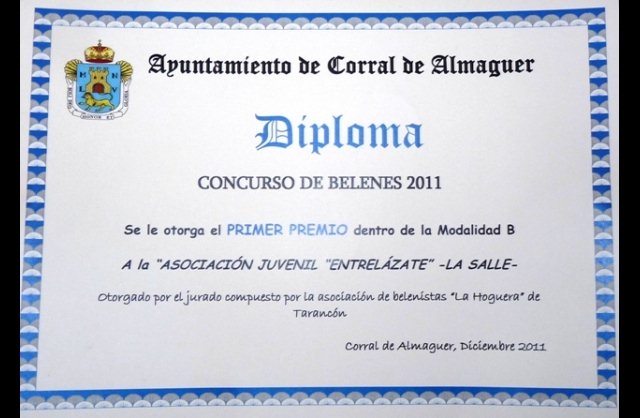 Ayuntamiento de Corral de Almaguer
Diploma
CONCURSO DE BELENES 2011
Se le otorga el PRIMER PREMIO dentro de la Modalidad B
A la "ASOCIACIÓN JUVENIL "ENTRELÁZATE" -LA SALLE-
Otorgado por el jurado compuesto por la asociación de belenistas "La Hoguera" de
Tarancón
Corral de Almaguer, Diciembre 2011